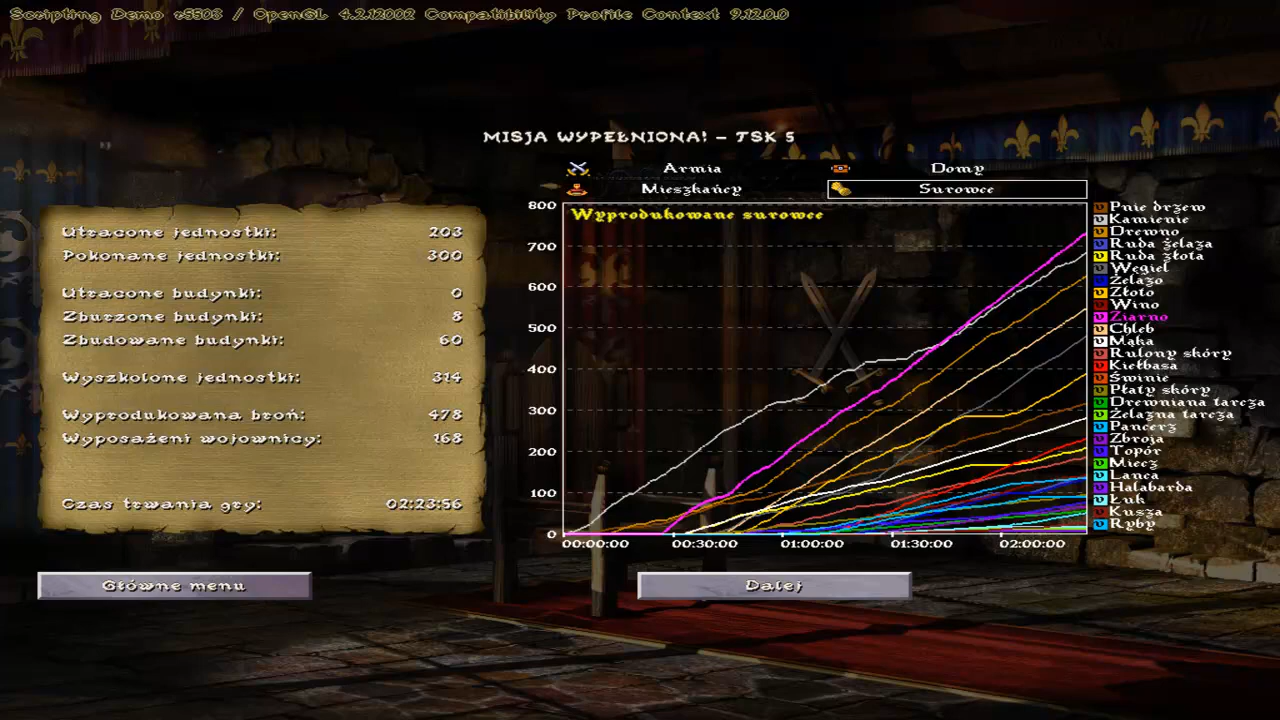 Scripting Demo r5503 / OpenGL 4.2.12002 Compatibility Profile Context 9.12.0.0
MISJA WYPEŁNIONA! - TSK 5
Armia Domy
Mieszkańcy Surowce
Utracone jednostki: 203
Pokonane jednostki: 300
Utracone budynki: 0
Zburzone budynki: 8
Zbudowane budynki: 60
Wyszkolone jednostki: 314
Wyprodukowana broń: 478
Wyposażeni wojownicy: 168
Czas trwania gry: 02:23:56
Wyprodukowane surowce
800
700
600
500
400
300
200
100
0
00:00:00 00:30:00 01:00:00 01:30:00 02:00:00
Pnie drzew
Kamienie
Drewno
Ruda żelaza
Ruda złota
Węgiel
Żelazo
Złoto
Wino
Ziarno
Chleb
Mąka
Rulony skóry
Kiełbasa
Świnie
Płaty skóry
Drewniana tarcza
Żelazna tarcza
Pancerz
Zbroja
Topór
Miecz
Lanca
Halabarda
Łuk
Kusza
Ryby
Główne menu
Dalej